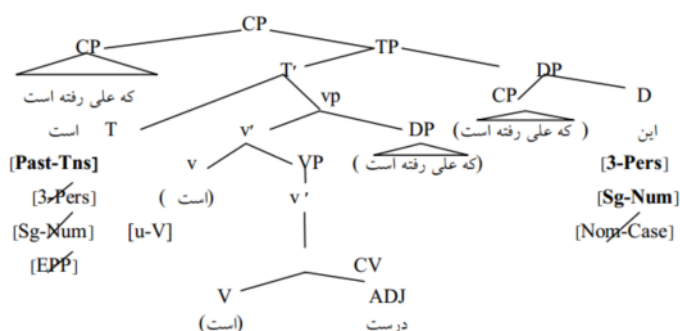 CP
CP TP
T' DP
که علی رفته است vp CP D
است T v' DP (که علی رفته است ) این
[Past-Tns] v VP (که علی رفته است) [3-Pers]
[3-Pers] (است ) v ' [Sg-Num]
[Sg-Num] [u-V] [Nom-Case]
[EPP]
CV
V ADJ
(است) درست